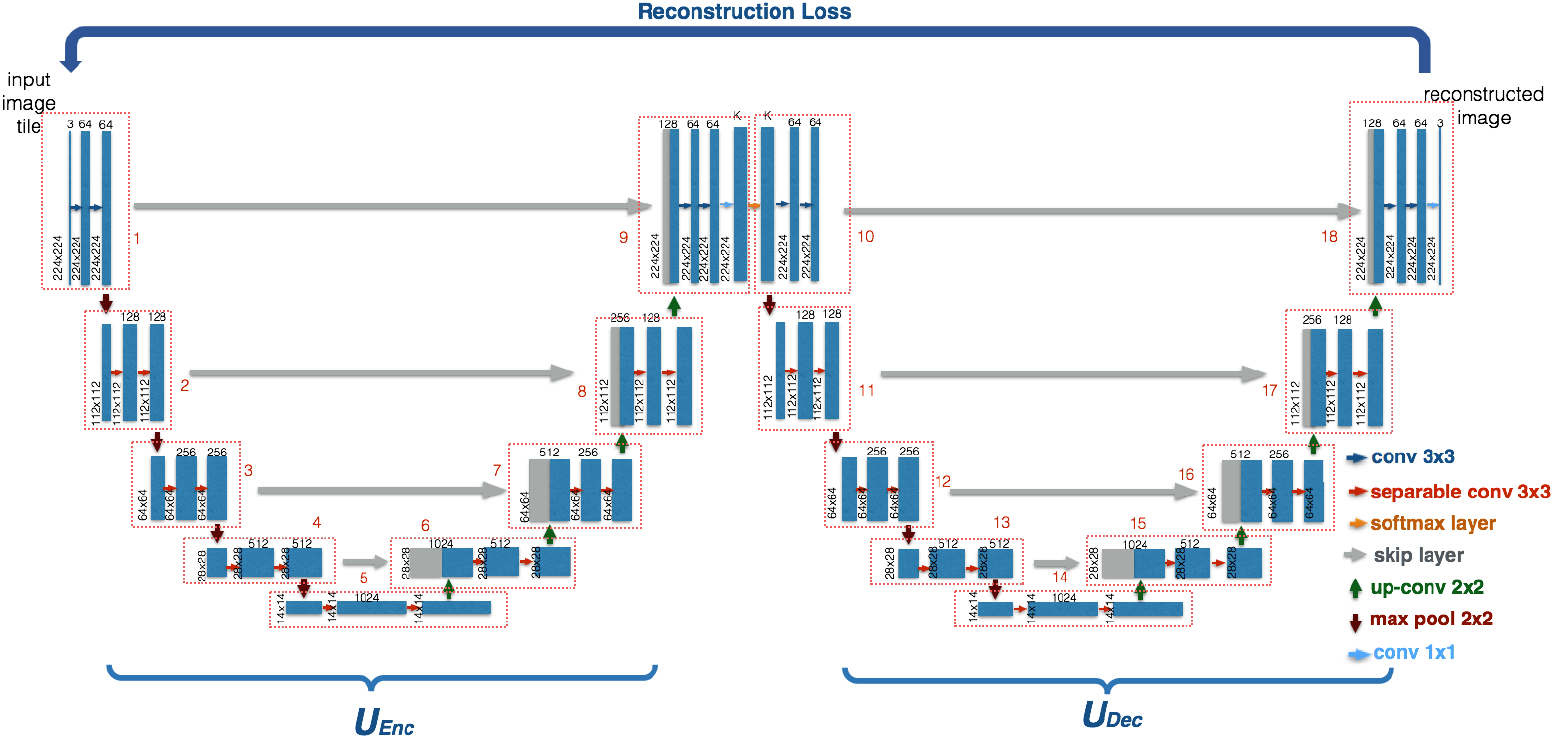 Reconstruction Loss
input
image
tile
reconstructed
image
3 64 64
224x224 224x224 224x224
1
128 64 64 K
224x224 224x224 224x224 224x224
9
K 64 64
10
128 64 64 3
224x224 224x224 224x224 224x224
18
128 128
112x112 112x112 112x112
2
256 128
112x112 112x112 112x112
8
128 128
112x112 112x112 112x112
11
256 128
112x112 112x112 112x112
17
256 256
64x64 64x64 64x64
3
512 256
64x64 64x64 64x64
7
256 256
64x64 64x64 64x64
12
512 256
64x64 64x64 64x64
16
4
512 512
28x28 28x28 28x28
6
1024 512
28x28 28x28 28x28
13
512 512
28x28 28x28 28x28
15
1024 512
28x28 28x28 28x28
5
1024
14x14 14x14 14x14
14
1024
14x14 14x14 14x14
conv 3x3
separable conv 3x3
softmax layer
skip layer
up-conv 2x2
max pool 2x2
conv 1x1
UEnc
UDec